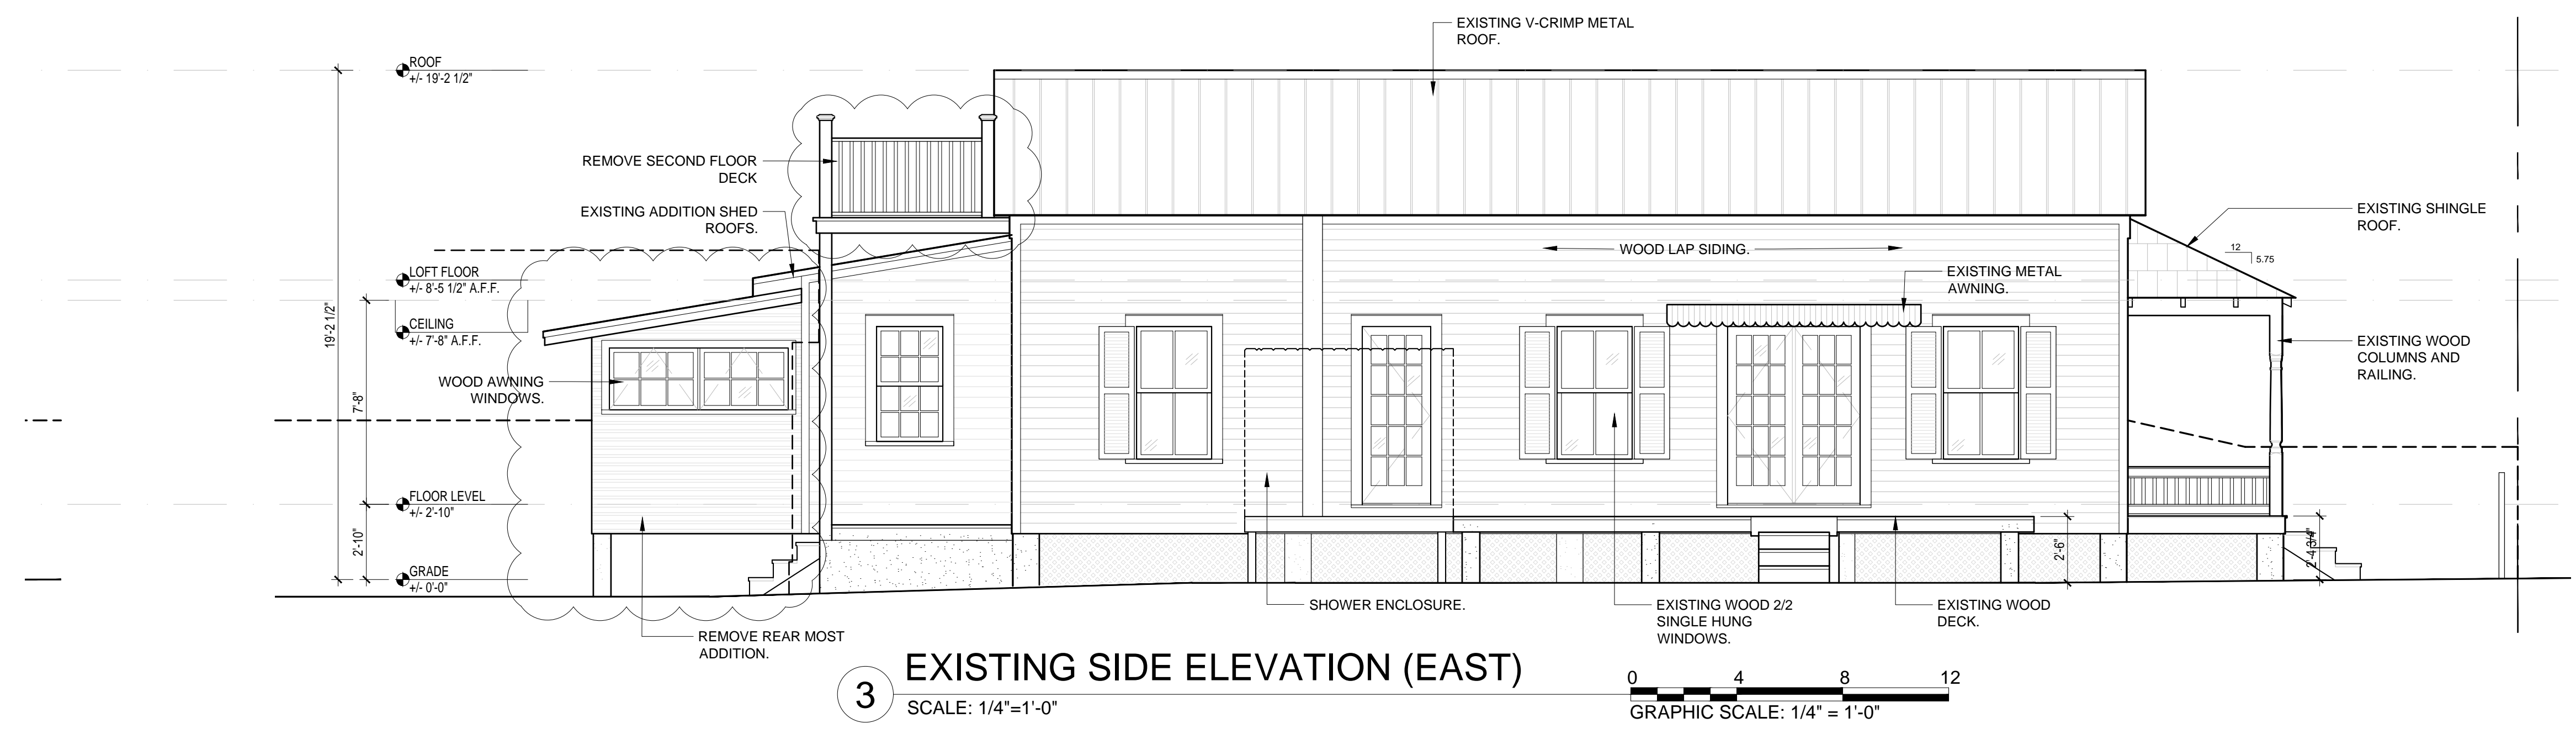 EXISTING V-CRIMP METAL
ROOF.
ROOF
+/- 19'-2 1/2"
REMOVE SECOND FLOOR
DECK
EXISTING ADDITION SHED
ROOFS.
EXISTING SHINGLE
ROOF.
12
5.75
WOOD LAP SIDING.
EXISTING METAL
AWNING.
LOFT FLOOR
+/- 8'-5 1/2" A.F.F.
CEILING
+/- 7'-8" A.F.F.
19'-2 1/2"
7'-8"
2'-10"
EXISTING WOOD
COLUMNS AND
RAILING.
WOOD AWNING
WINDOWS.
FLOOR LEVEL
+/- 2'-10"
GRADE
+/- 0'-0"
2'-6"
2'-4 3/4"
SHOWER ENCLOSURE.
EXISTING WOOD 2/2
SINGLE HUNG
WINDOWS.
EXISTING WOOD
DECK.
REMOVE REAR MOST
ADDITION.
3
EXISTING SIDE ELEVATION (EAST)
SCALE: 1/4"=1'-0"
0 4 8 12
GRAPHIC SCALE: 1/4" = 1'-0"